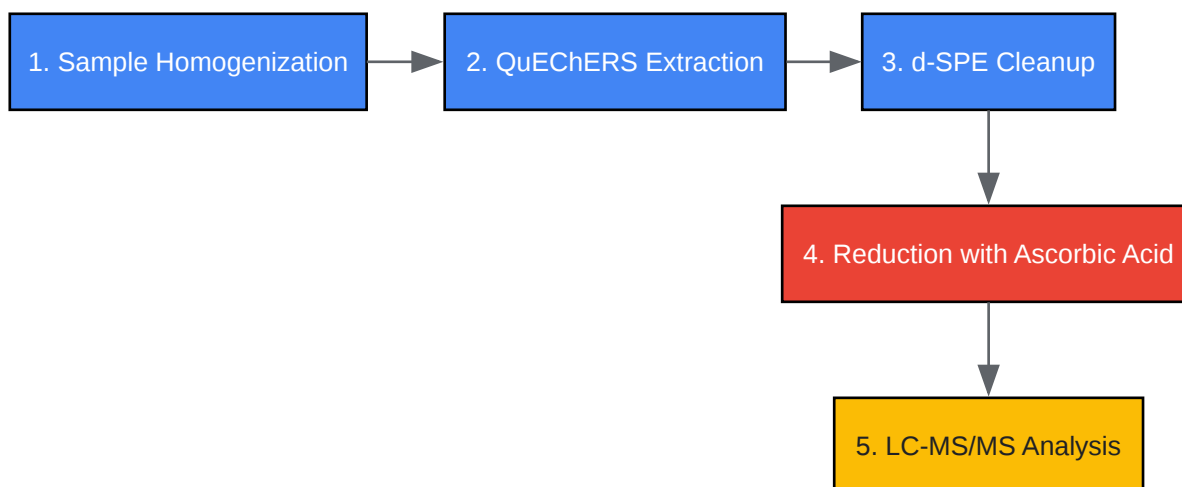 1. Sample Homogenization
2. QuEChERS Extraction
3. d-SPE Cleanup
4. Reduction with Ascorbic Acid
5. LC-MS/MS Analysis